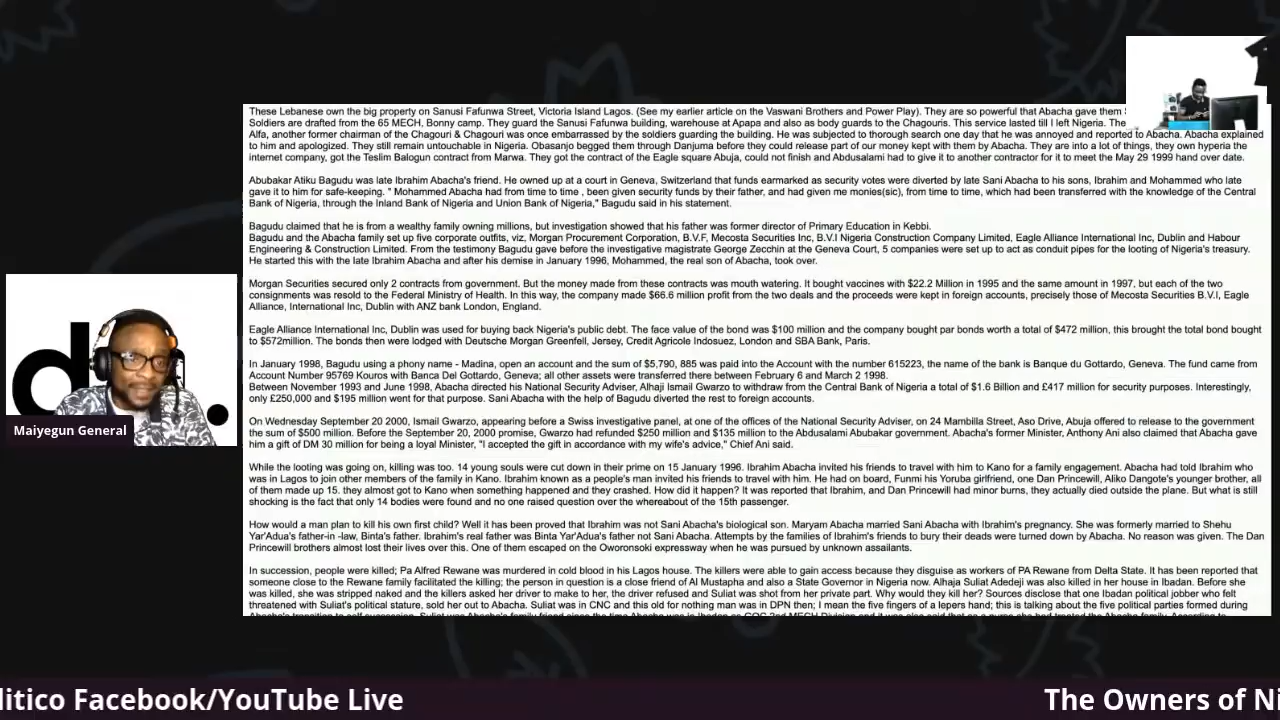 These Lebanese own the big property on Sanusi Fafunwa Street, Victoria Island Lagos. (See my earlier article on the Vaswani Brothers and Power Play). They are so powerful that Abacha gave them
Soldiers are drafted from the 65 MECH, Bonny camp. They guard the Sanusi Fafunwa building, warehouse at Apapa and also as body guards to the Chagouris. This service lasted till I left Nigeria. The
Alfa, another former chairman of the Chagouri & Chagouri was once embarrassed by the soldiers guarding the building. He was subjected to thorough search one day that he was annoyed and reported to Abacha. Abacha explained
to him and apologized. They still remain untouchable in Nigeria. Obasanjo begged them through Danjuma before they could release part of our money kept with them by Abacha. They are into a lot of things, they own hyperia the
internet company, got the Teslim Balogun contract from Marwa. They got the contract of the Eagle square Abuja, could not finish and Abdusalami had to give it to another contractor for it to meet the May 29 1999 hand over date.
Abubakar Atiku Bagudu was late Ibrahim Abacha's friend. He owned up at a court in Geneva, Switzerland that funds earmarked as security votes were diverted by late Sani Abacha to his sons, Ibrahim and Mohammed who late
gave it to him for safe-keeping. " Mohammed Abacha had from time to time , been given security funds by their father, and had given me monies(sic), from time to time, which had been transferred with the knowledge of the Central
Bank of Nigeria, through the Inland Bank of Nigeria and Union Bank of Nigeria," Bagudu said in his statement.
Bagudu claimed that he is from a wealthy family owning millions, but investigation showed that his father was former director of Primary Education in Kebbi.
Bagudu and the Abacha family set up five corporate outfits, viz, Morgan Procurement Corporation, B.V.F, Mecosta Securities Inc, B.V.I Nigeria Construction Company Limited, Eagle Alliance International Inc, Dublin and Habour
Engineering & Construction Limited. From the testimony Bagudu gave before the investigative magistrate George Zecchin at the Geneva Court, 5 companies were set up to act as conduit pipes for the looting of Nigeria's treasury.
He started this with the late Ibrahim Abacha and after his demise in January 1996, Mohammed, the real son of Abacha, took over.
Morgan Securities secured only 2 contracts from government. But the money made from these contracts was mouth watering. It bought vaccines with $22.2 Million in 1995 and the same amount in 1997, but each of the two
consignments was resold to the Federal Ministry of Health. In this way, the company made $66.6 million profit from the two deals and the proceeds were kept in foreign accounts, precisely those of Mecosta Securities B.V.I, Eagle
Alliance, International Inc, Dublin with ANZ bank London, England.
Eagle Alliance International Inc, Dublin was used for buying back Nigeria's public debt. The face value of the bond was $100 million and the company bought par bonds worth a total of $472 million, this brought the total bond bought
to $572million. The bonds then were lodged with Deutsche Morgan Greenfell, Jersey, Credit Agricole Indosuez, London and SBA Bank, Paris.
In January 1998, Bagudu using a phony name - Madina, open an account and the sum of $5,790, 885 was paid into the Account with the number 615223, the name of the bank is Banque du Gottardo, Geneva. The fund came from
Account Number 95769 Kouros with Banca Del Gottardo, Geneva; all other assets were transferred there between February 6 and March 2 1998.
Between November 1993 and June 1998, Abacha directed his National Security Adviser, Alhaji Ismail Gwarzo to withdraw from the Central Bank of Nigeria a total of $1.6 Billion and £417 million for security purposes. Interestingly,
only £250,000 and $195 million went for that purpose. Sani Abacha with the help of Bagudu diverted the rest to foreign accounts.
On Wednesday September 20 2000, Ismail Gwarzo, appearing before a Swiss investigative panel, at one of the offices of the National Security Adviser, on 24 Mambilla Street, Aso Drive, Abuja offered to release to the government
the sum of $500 million. Before the September 20, 2000 promise, Gwarzo had refunded $250 million and $135 million to the Abdusalami Abubakar government. Abacha's former Minister, Anthony Ani also claimed that Abacha gave
him a gift of DM 30 million for being a loyal Minister, "I accepted the gift in accordance with my wife's advice," Chief Ani said.
While the looting was going on, killing was too. 14 young souls were cut down in their prime on 15 January 1996. Ibrahim Abacha invited his friends to travel with him to Kano for a family engagement. Abacha had told Ibrahim who
was in Lagos to join other members of the family in Kano. Ibrahim known as a people's man invited his friends to travel with him. He had on board, Funmi his Yoruba girlfriend, one Dan Princewill, Aliko Dangote's younger brother, all
of them made up 15. they almost got to Kano when something happened and they crashed. How did it happen? It was reported that Ibrahim, and Dan Princewill had minor burns, they actually died outside the plane. But what is still
shocking is the fact that only 14 bodies were found and no one raised question over the whereabout of the 15th passenger.
How would a man plan to kill his own first child? Well it has been proved that Ibrahim was not Sani Abacha's biological son. Maryam Abacha married Sani Abacha with Ibrahim's pregnancy. She was formerly married to Shehu
Yar'Adua's father-in -law, Binta's father. Ibrahim's real father was Binta Yar'Adua's father not Sani Abacha. Attempts by the families of Ibrahim's friends to bury their deads were turned down by Abacha. No reason was given. The Dan
Princewill brothers almost lost their lives over this. One of them escaped on the Oworonsoki expressway when he was pursued by unknown assailants.
In succession, people were killed; Pa Alfred Rewane was murdered in cold blood in his Lagos house. The killers were able to gain access because they disguise as workers of PA Rewane from Delta State. It has been reported that
someone close to the Rewane family facilitated the killing; the person in question is a close friend of Al Mustapha and also a State Governor in Nigeria now. Alhaja Suliat Adedeji was also killed in her house in Ibadan. Before she
was killed, she was stripped naked and the killers asked her driver to make to her, the driver refused and Suliat was shot from her private part. Why would they kill her? Sources disclose that one Ibadan political jobber who felt
threatened with Suliat's political stature, sold her out to Abacha. Suliat was in CNC and this old for nothing man was in DPN then; I mean the five fingers of a lepers hand; this is talking about the five political parties formed during
d
Maiyegun General
litico Facebook/YouTube Live
The Owners of Ni